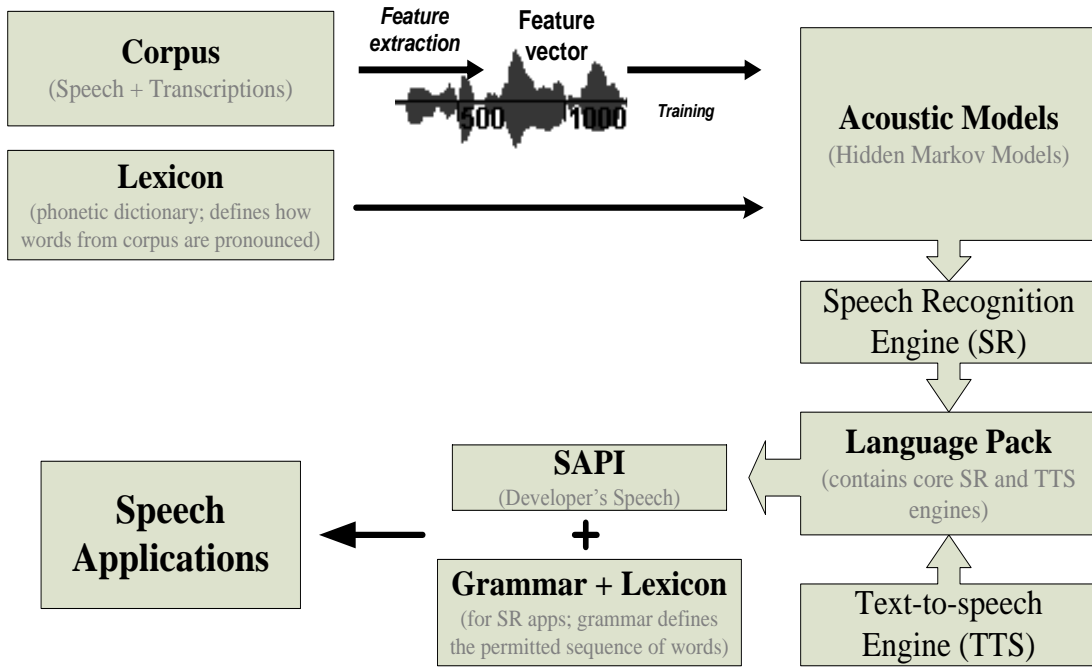 Corpus
(Speech + Transcriptions)
Feature
extraction
Feature
vector
500
1000
Training
Acoustic Models
(Hidden Markov Models)
Lexicon
(phonetic dictionary; defines how
words from corpus are pronounced)
Speech Recognition
Engine (SR)
Language Pack
(contains core SR and TTS
engines)
SAPI
(Developer's Speech)
+
Speech
Applications
Grammar + Lexicon
(for SR apps; grammar defines
the permitted sequence of words)
Text-to-speech
Engine (TTS)